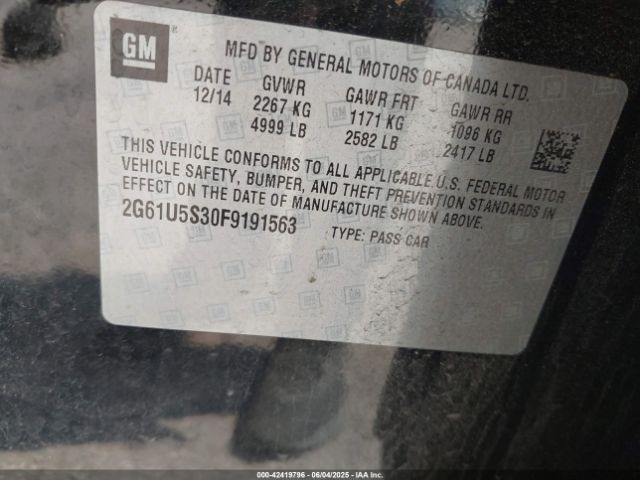 GM
MFD BY GENERAL MOTORS OF CANADA LTD.
DATE GVWR GAWR FRT GAWR RR
12/14 2267 KG 1171 KG 1096 KG
4999 LB 2582 LB 2417 LB
THIS VEHICLE CONFORMS TO ALL APPLICABLE U.S. FEDERAL MOTOR
VEHICLE SAFETY, BUMPER, AND THEFT PREVENTION STANDARDS IN
EFFECT ON THE DATE OF MANUFACTURE SHOWN ABOVE.
2G61U5S30F9191563 TYPE: PASS CAR
000-42419796 - 06/04/2025 - IAA Inc.